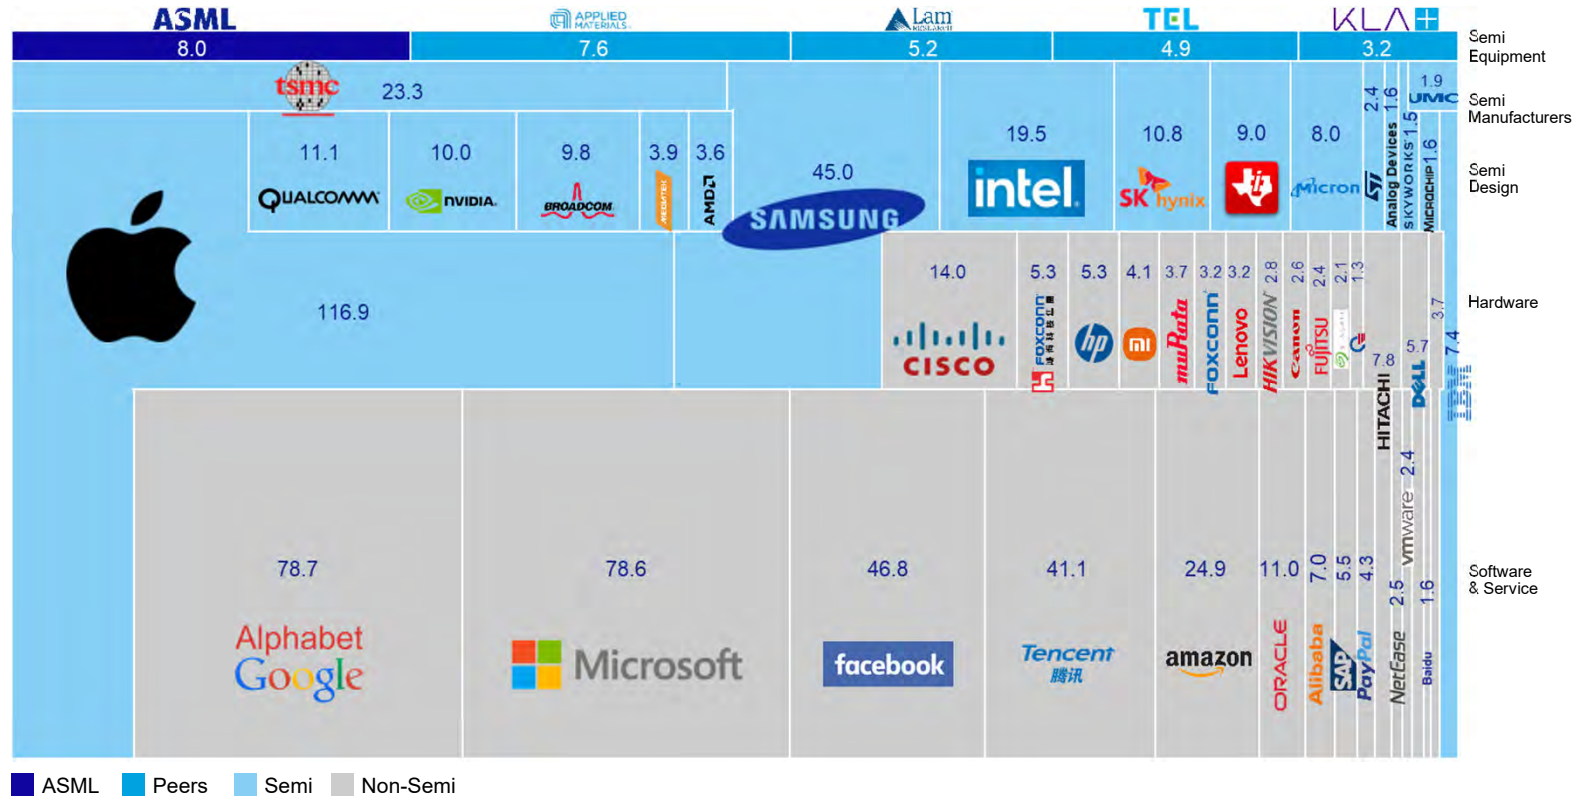 ASML
APPLIED
MATERIALS
Lam
RESEARCH
TEL
KLA
8.0
7.6
5.2
4.9
3.2
Semi
Equipment
tsmc
23.3
2.4
1.6
1.9
UMC
Semi
Manufacturers
11.1
QUALCOMM
10.0
NVIDIA
9.8
BROADCOM
3.9
MEDIATEK
3.6
AMD
45.0
SAMSUNG
19.5
intel
10.8
SK hynix
9.0
ti
8.0
Micron
ST
Analog Devices
SKYWORKS 1.5
MICROCHIP 1.6
Semi
Design
116.9
14.0
CISCO
5.3
FOXCONN
5.3
hp
4.1
mi
3.7
muRata
3.2
FOXCONN
3.2
Lenovo
2.8
HIKVISION
2.6
Canon
2.4
FUJITSU
2.1
1.3
7.8
HITACHI
5.7
DELL
3.7
7.4
IBM
Hardware
78.7
Alphabet
Google
78.6
Microsoft
46.8
facebook
41.1
Tencent
腾讯
24.9
amazon
11.0
ORACLE
7.0
Alibaba
5.5
SAP
4.3
PayPal
2.5
NetEase
2.4
vmware
1.6
Baidu
Software
& Service
ASML
Peers
Semi
Non-Semi